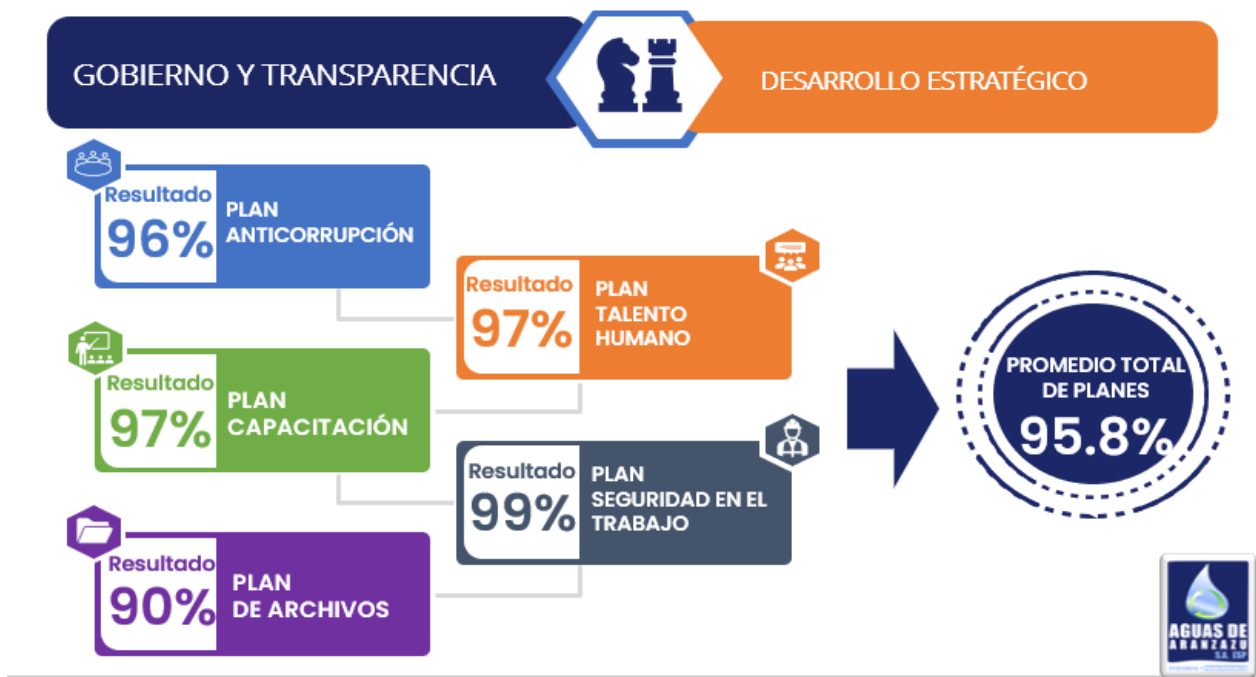 GOBIERNO Y TRANSPARENCIA
DESARROLLO ESTRATÉGICO
Resultado
96%
PLAN
ANTICORRUPCIÓN
Resultado
97%
PLAN
TALENTO
HUMANO
Resultado
97%
PLAN
CAPACITACIÓN
Resultado
99%
PLAN
SEGURIDAD EN EL
TRABAJO
Resultado
90%
PLAN
DE ARCHIVOS
PROMEDIO TOTAL
DE PLANES
95.8%
AGUAS DE
ARANZAZU
S.A. ESP